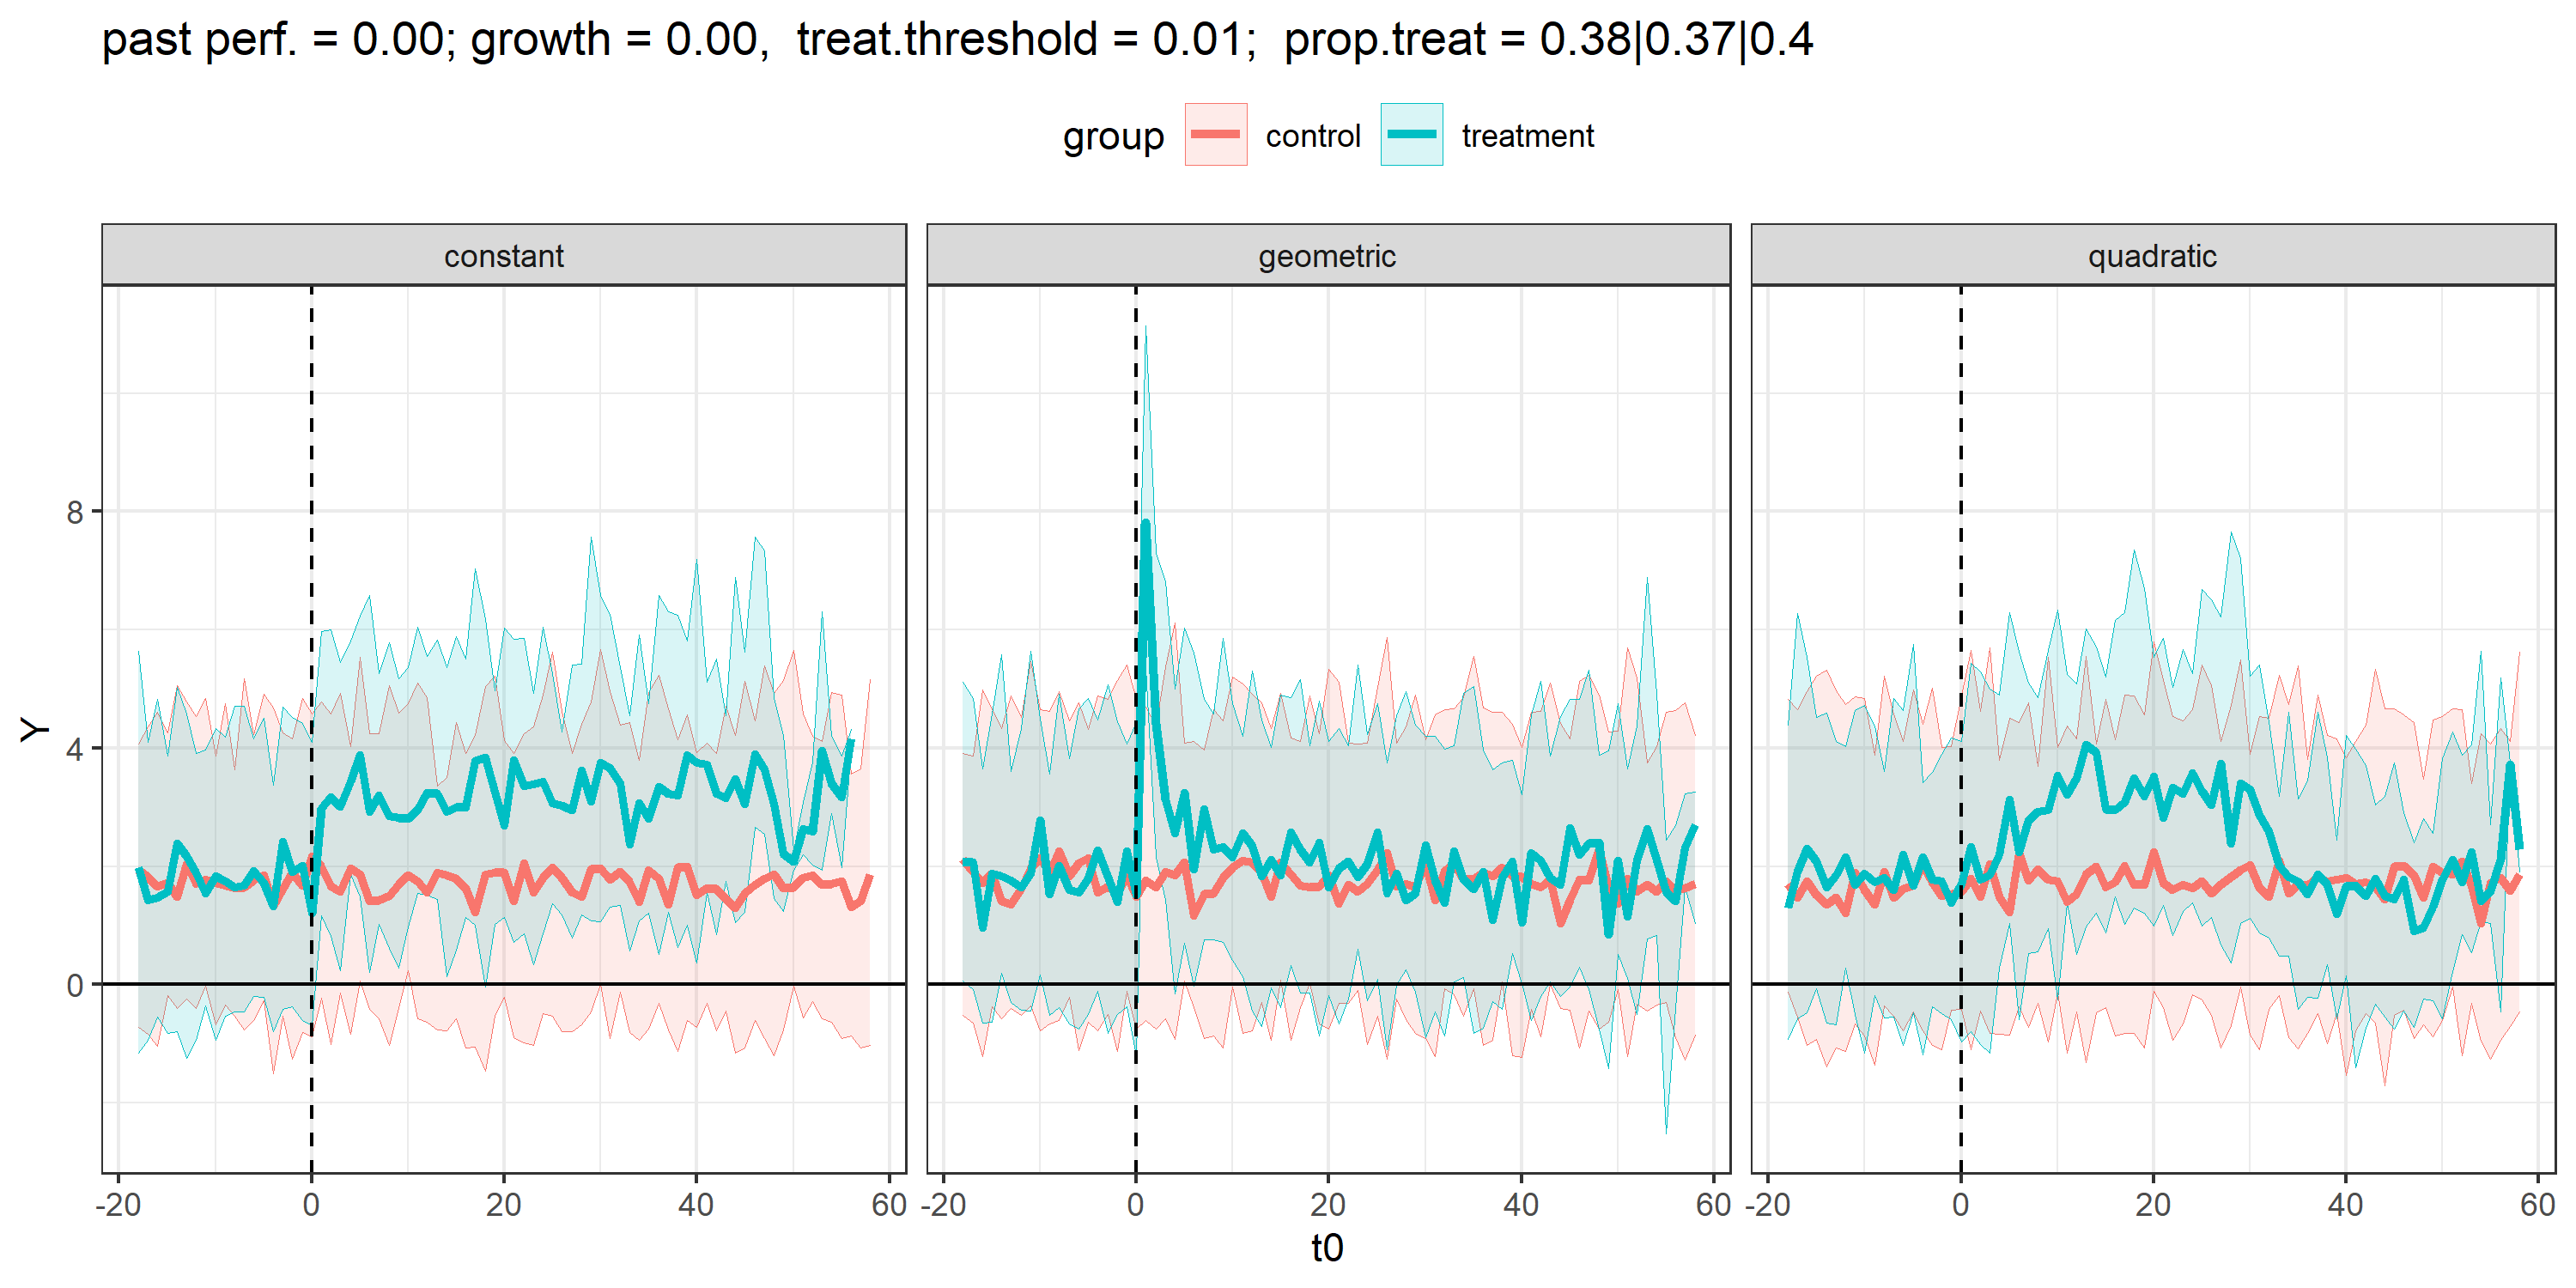 past perf. = 0.00; growth = 0.00,  treat.threshold = 0.01;  prop.treat = 0.38|0.37|0.4
group control treatment
constant geometric quadratic
Y
8
4
0
-20 0 20 40 60 -20 0 20 40 60 -20 0 20 40 60
t0